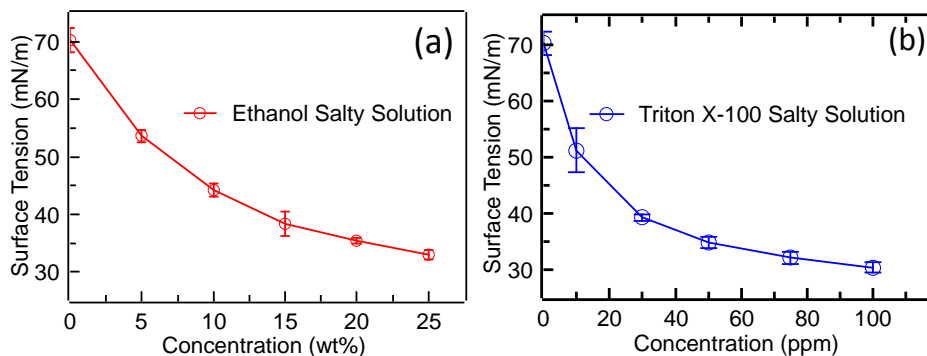 (a)
Ethanol Salty Solution
Surface Tension (mN/m)
70
60
50
40
30
0 5 10 15 20 25
Concentration (wt%)
(b)
Triton X-100 Salty Solution
Surface Tension (mN/m)
70
60
50
40
30
0 20 40 60 80 100
Concentration (ppm)